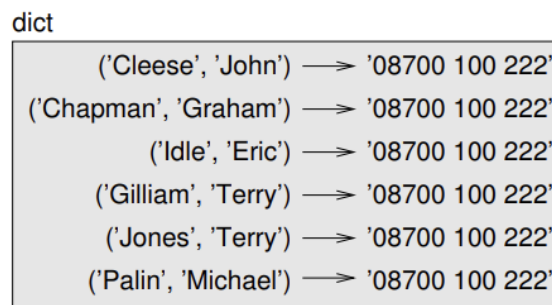 dict
('Cleese', 'John') → '08700 100 222'
('Chapman', 'Graham') → '08700 100 222'
('Idle', 'Eric') → '08700 100 222'
('Gilliam', 'Terry') → '08700 100 222'
('Jones', 'Terry') → '08700 100 222'
('Palin', 'Michael') → '08700 100 222'